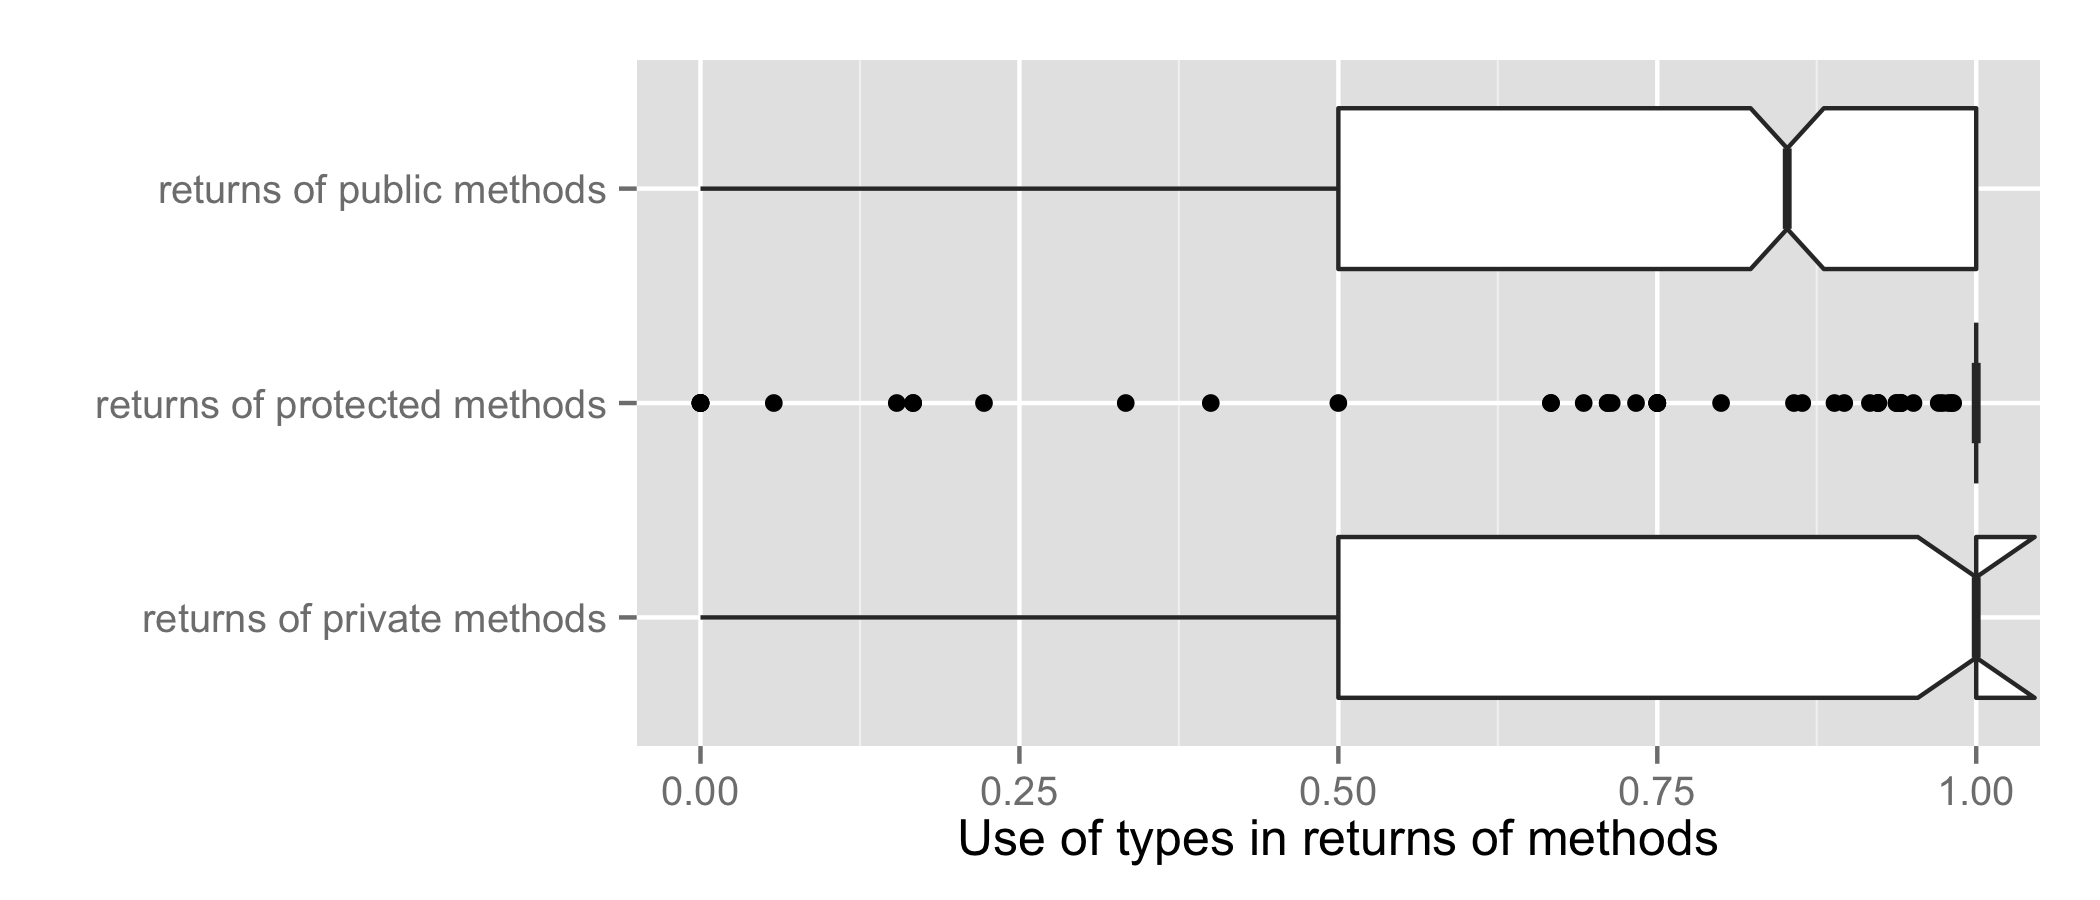 returns of public methods
returns of protected methods
returns of private methods
0.00 0.25 0.50 0.75 1.00
Use of types in returns of methods